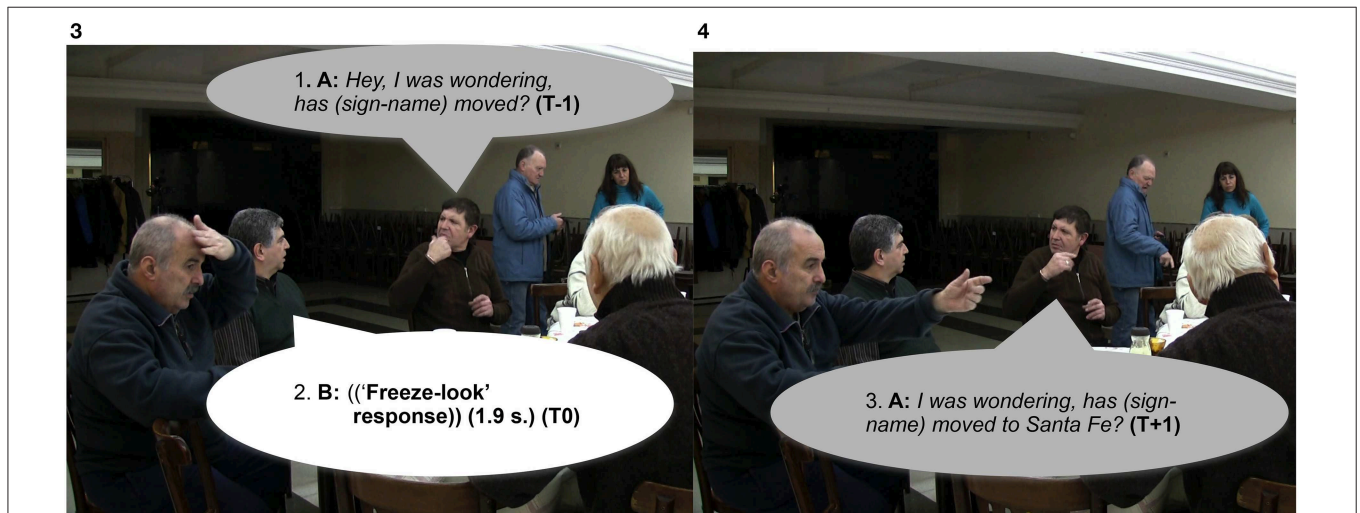 3
1. A: Hey, I was wondering,
has (sign-name) moved? (T-1)
2. B: ((‘Freeze-look’
response)) (1.9 s.) (T0)
4
3. A: I was wondering, has (sign-
name) moved to Santa Fe? (T+1)